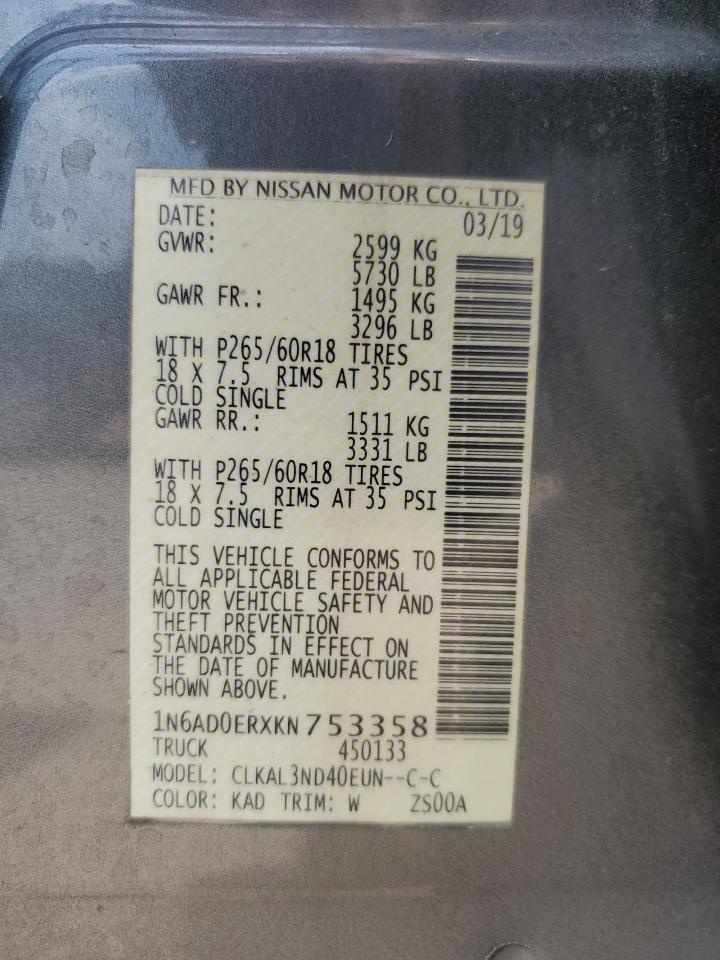 MFD BY NISSAN MOTOR CO., LTD.
DATE: 03/19
GVWR: 2599 KG
5730 LB
GAWR FR.: 1495 KG
3296 LB
WITH P265/60R18 TIRES
18 X 7.5 RIMS AT 35 PSI
COLD SINGLE
GAWR RR.: 1511 KG
3331 LB
WITH P265/60R18 TIRES
18 X 7.5 RIMS AT 35 PSI
COLD SINGLE
THIS VEHICLE CONFORMS TO
ALL APPLICABLE FEDERAL
MOTOR VEHICLE SAFETY AND
THEFT PREVENTION
STANDARDS IN EFFECT ON
THE DATE OF MANUFACTURE
SHOWN ABOVE.
1N6AD0ERXKN753358
TRUCK 450133
MODEL: CLKAL3ND40EUN--C-C
COLOR: KAD TRIM: W ZS00A